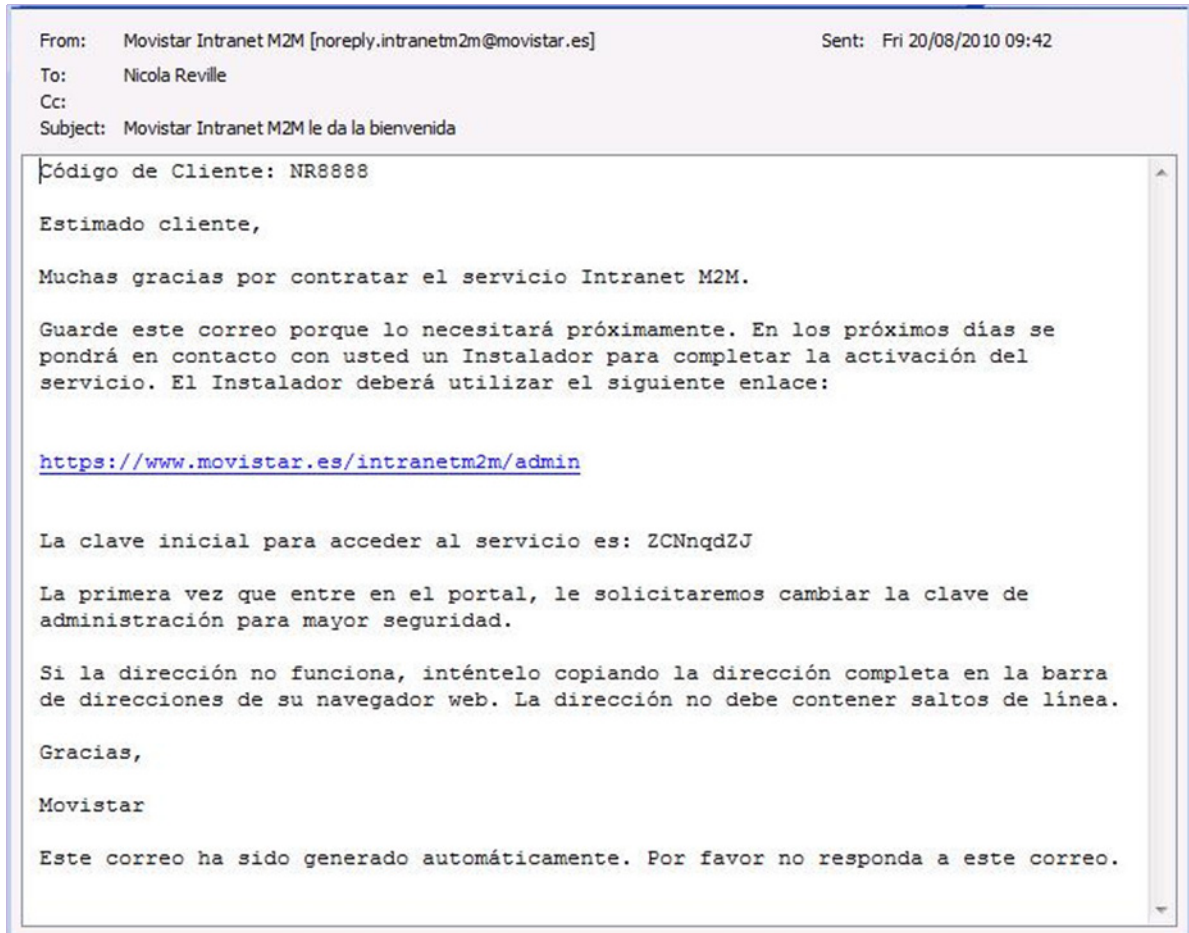 From: Movistar Intranet M2M [noreply.intranetm2m@movistar.es] Sent: Fri 20/08/2010 09:42
To: Nicola Reville
Cc:
Subject: Movistar Intranet M2M le da la bienvenida
Código de Cliente: NR8888
Estimado cliente,
Muchas gracias por contratar el servicio Intranet M2M.
Guarde este correo porque lo necesitará próximamente. En los próximos días se
pondrá en contacto con usted un Instalador para completar la activación del
servicio. El Instalador deberá utilizar el siguiente enlace:
https://www.movistar.es/intranetm2m/admin
La clave inicial para acceder al servicio es: ZCNnqdZJ
La primera vez que entre en el portal, le solicitaremos cambiar la clave de
administración para mayor seguridad.
Si la dirección no funciona, inténtelo copiando la dirección completa en la barra
de direcciones de su navegador web. La dirección no debe contener saltos de línea.
Gracias,
Movistar
Este correo ha sido generado automáticamente. Por favor no responda a este correo.